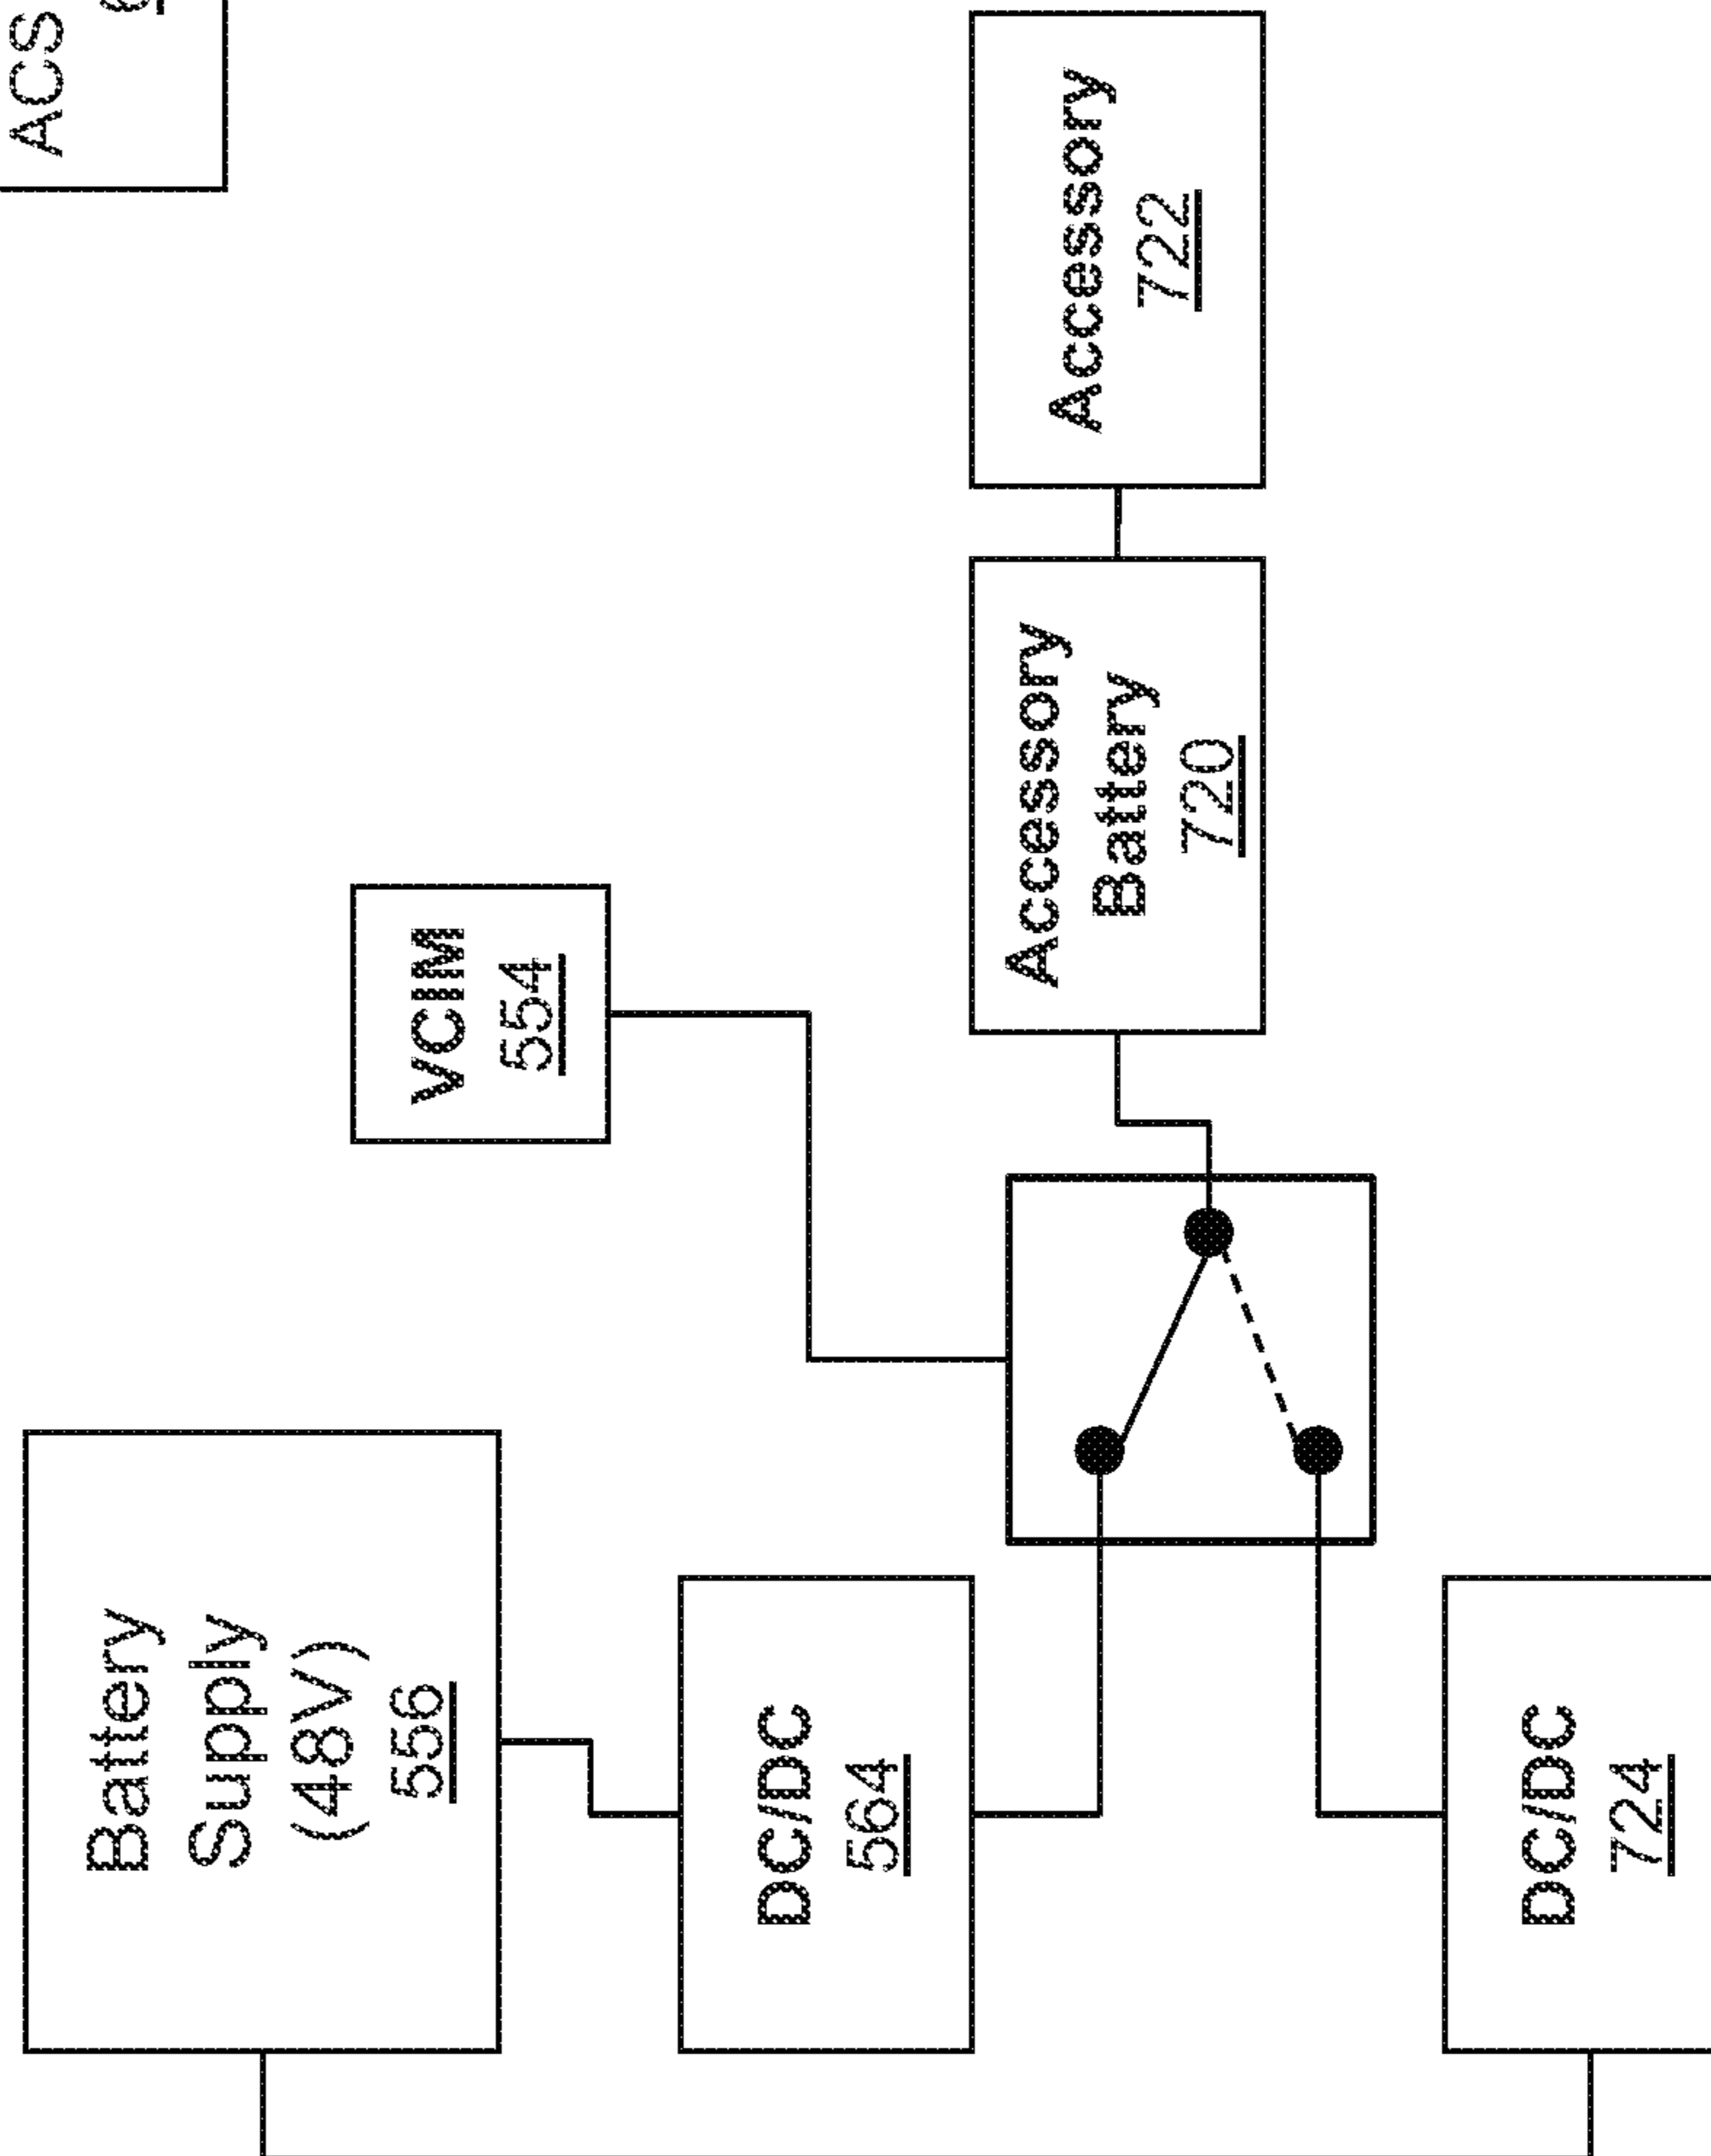 ACS
Battery
Supply
(48V)
556
VCIM
554
DC/DC
564
Accessory
Battery
720
Accessory
722
DC/DC
724